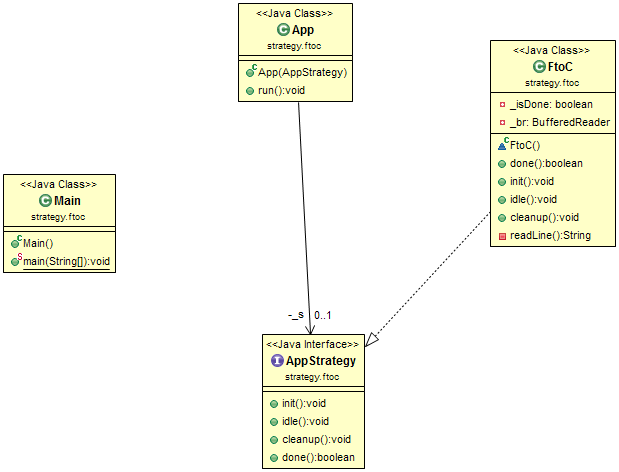 <<Java Class>>
App
strategy.ftoc
App(AppStrategy)
run():void
<<Java Class>>
FtoC
strategy.ftoc
_isDone: boolean
_br: BufferedReader
FtoC()
done():boolean
init():void
idle():void
cleanup():void
readLine():String
<<Java Class>>
Main
strategy.ftoc
Main()
main(String[]):void
-_s 0..1
<<Java Interface>>
AppStrategy
strategy.ftoc
init():void
idle():void
cleanup():void
done():boolean